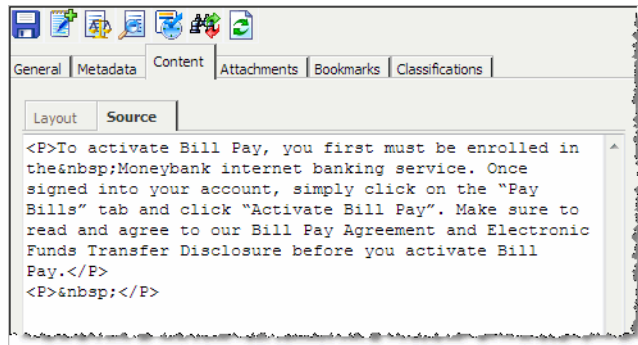 General Metadata Content Attachments Bookmarks Classifications
Layout Source
<P>To activate Bill Pay, you first must be enrolled in
the&nbsp;Moneybank internet banking service. Once
signed into your account, simply click on the “Pay
Bills” tab and click “Activate Bill Pay”. Make sure to
read and agree to our Bill Pay Agreement and Electronic
Funds Transfer Disclosure before you activate Bill
Pay.</P>
<P>&nbsp;</P>